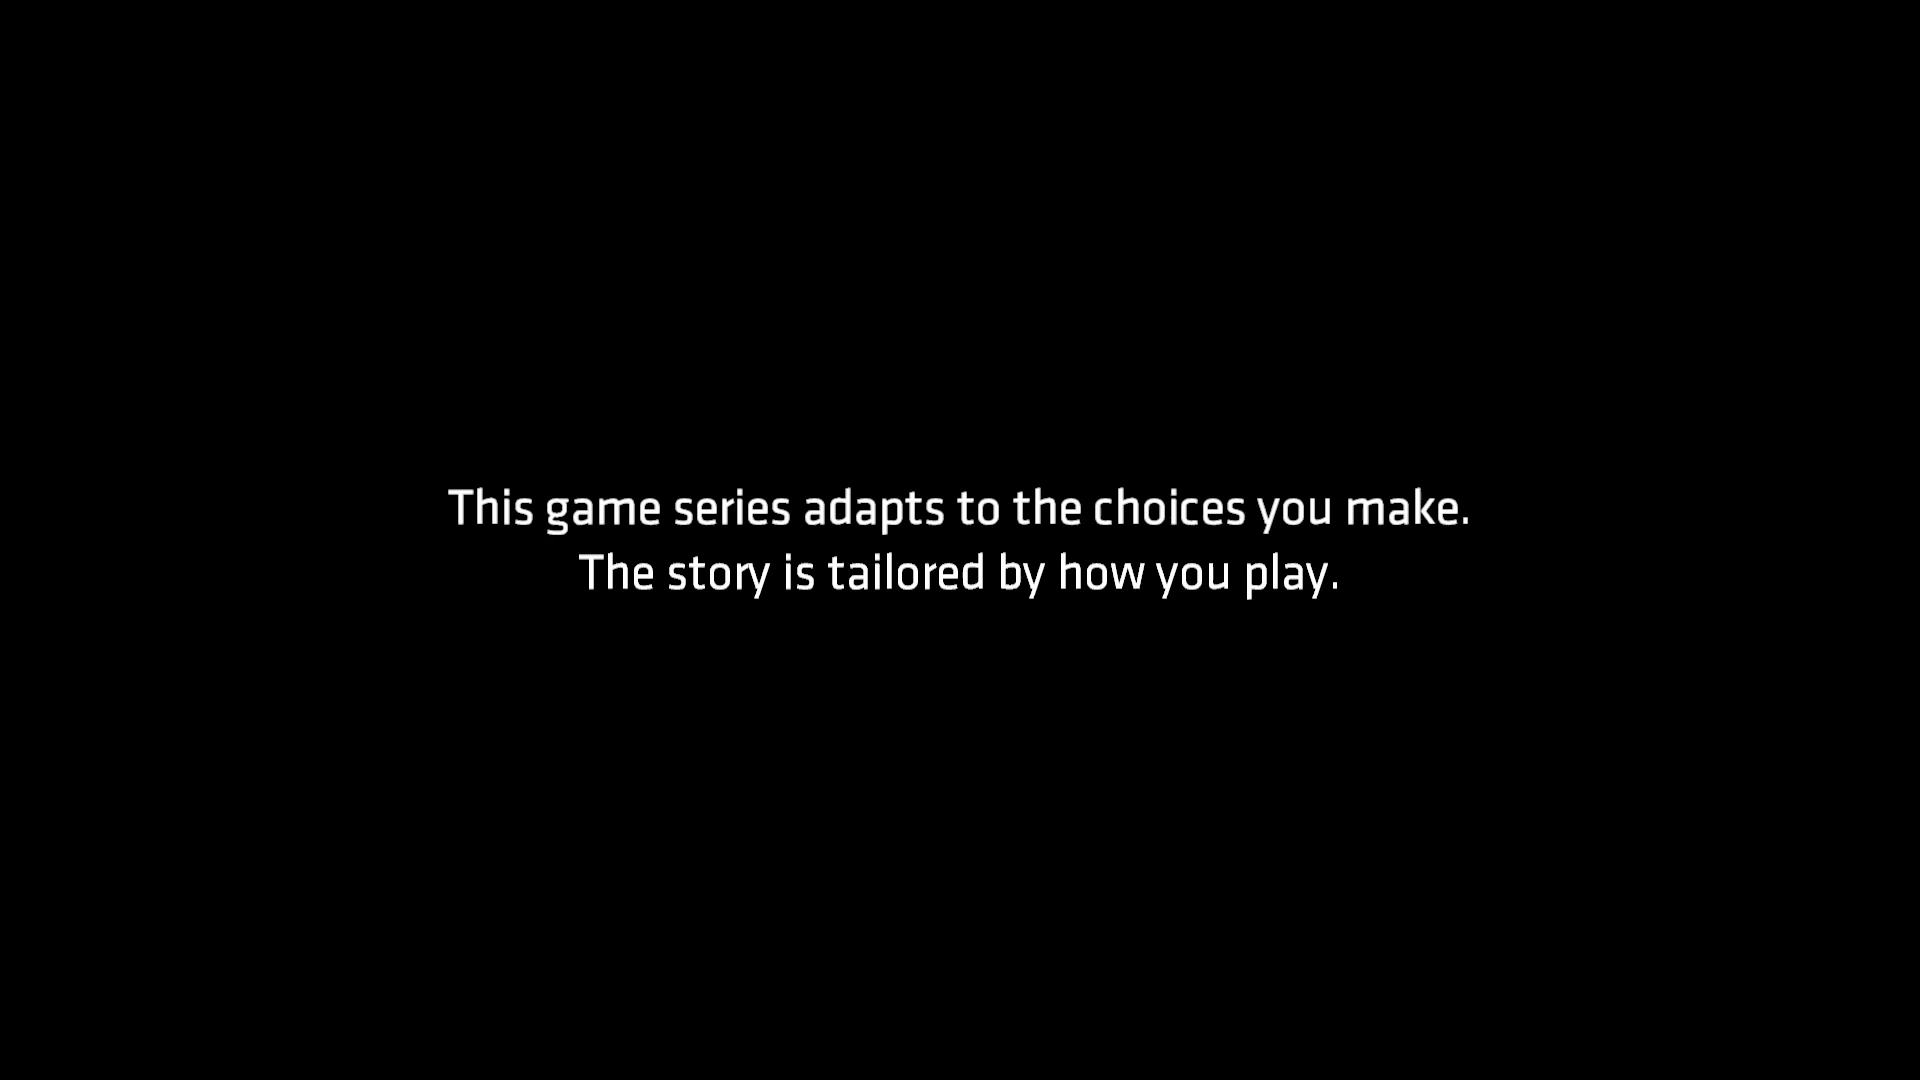 This game series adapts to the choices you make.
The story is tailored by how you play.